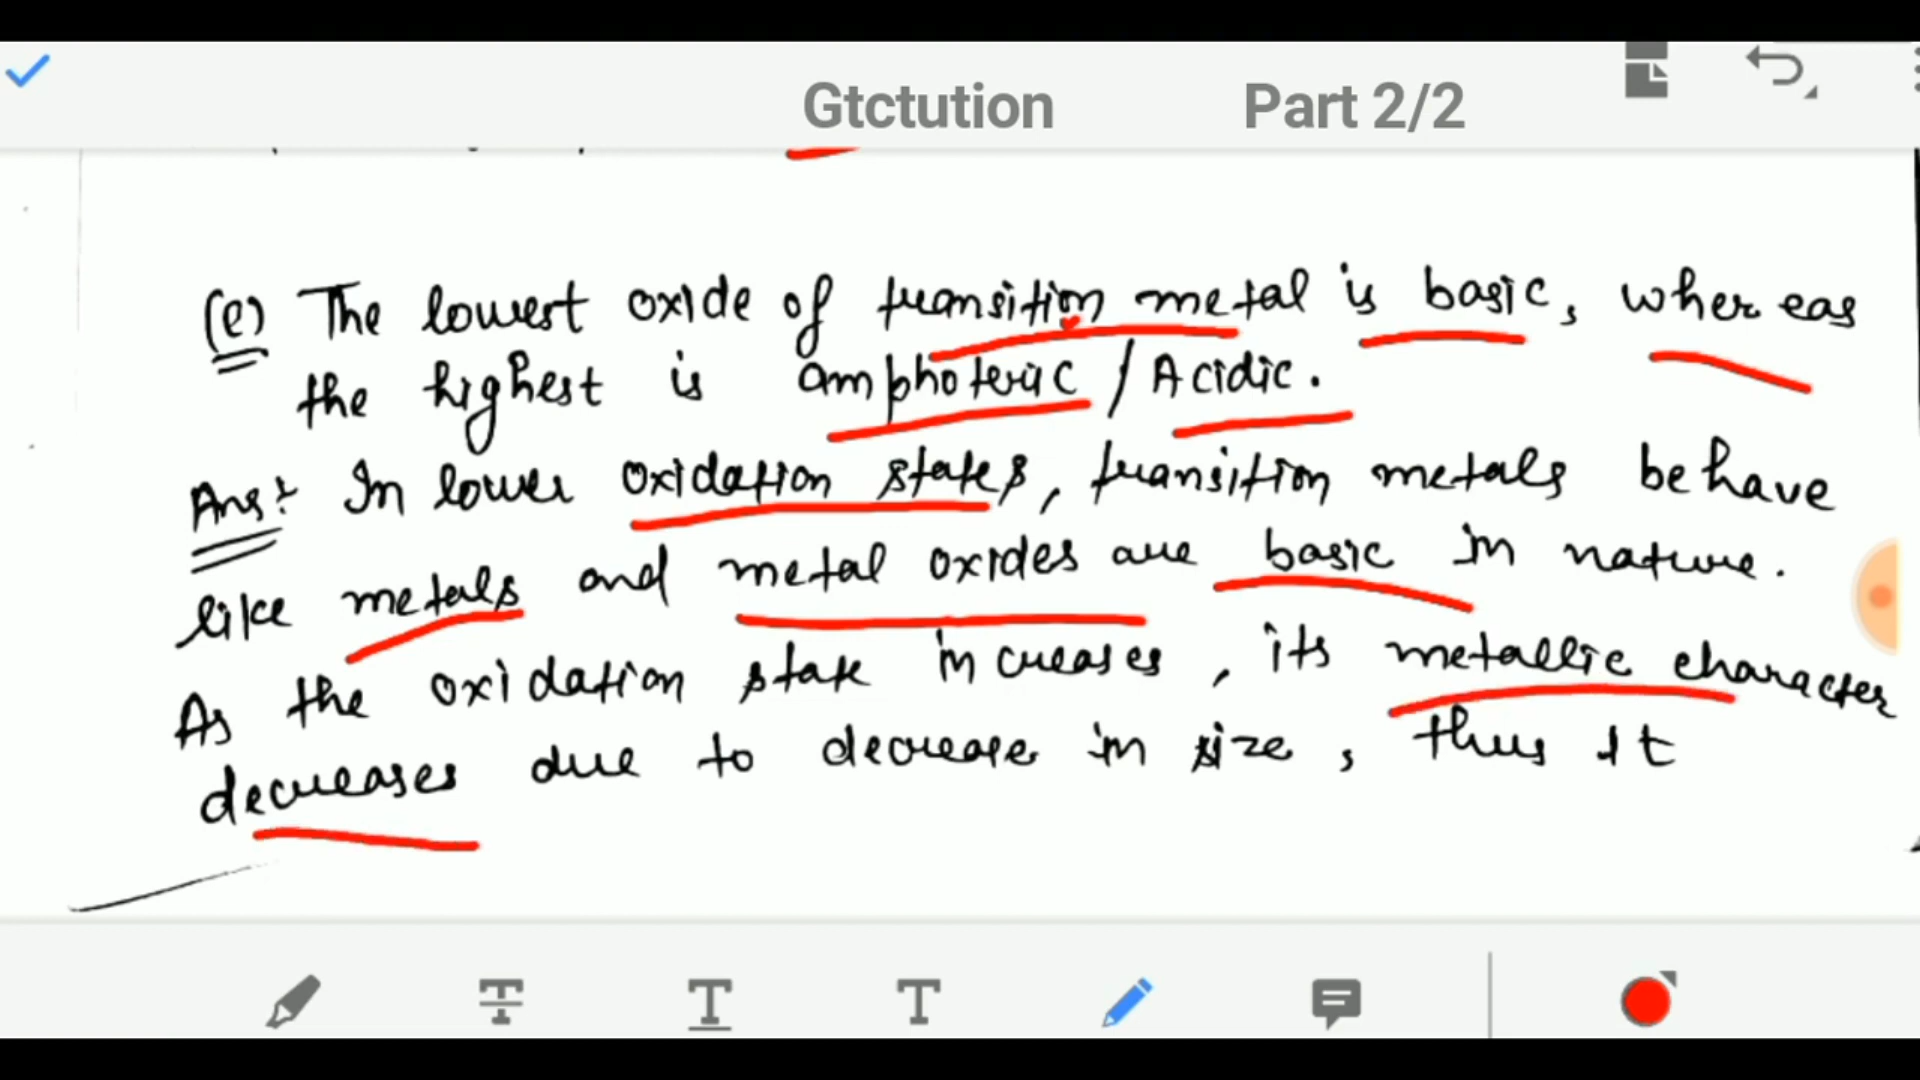 Gtctution Part 2/2
(e) The lowest oxide of transition metal is basic, whereas
the highest is amphoteric / Acidic.
Ans: In lower oxidation states, transition metals behave
like metals and metal oxides are basic in nature.
As the oxidation state increases, its metallic character
decreases due to decrease in size, thus it